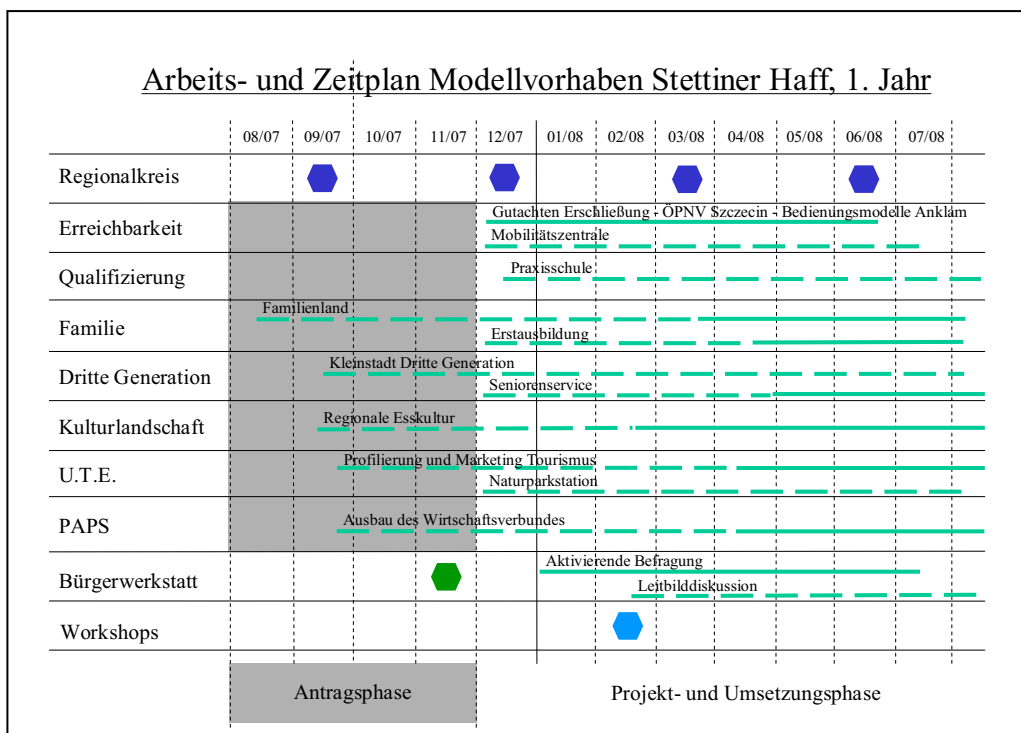 Arbeits- und Zeitplan Modellvorhaben Stettiner Haff, 1. Jahr
08/07 09/07 10/07 11/07 12/07 01/08 02/08 03/08 04/08 05/08 06/08 07/08
Regionalkreis
Erreichbarkeit
Gutachten Erschließung - ÖPNV Szczecin - Bedienungsmodelle Anklam
Mobilitätszentrale
Qualifizierung
Praxisschule
Familie
Familienland
Erstausbildung
Dritte Generation
Kleinstadt Dritte Generation
Seniorenservice
Kulturlandschaft
Regionale Esskultur
U.T.E.
Profilierung und Marketing Tourismus
Naturparkstation
PAPS
Ausbau des Wirtschaftsverbundes
Bürgerwerkstatt
Aktivierende Befragung
Leitbilddiskussion
Workshops
Antragsphase
Projekt- und Umsetzungsphase